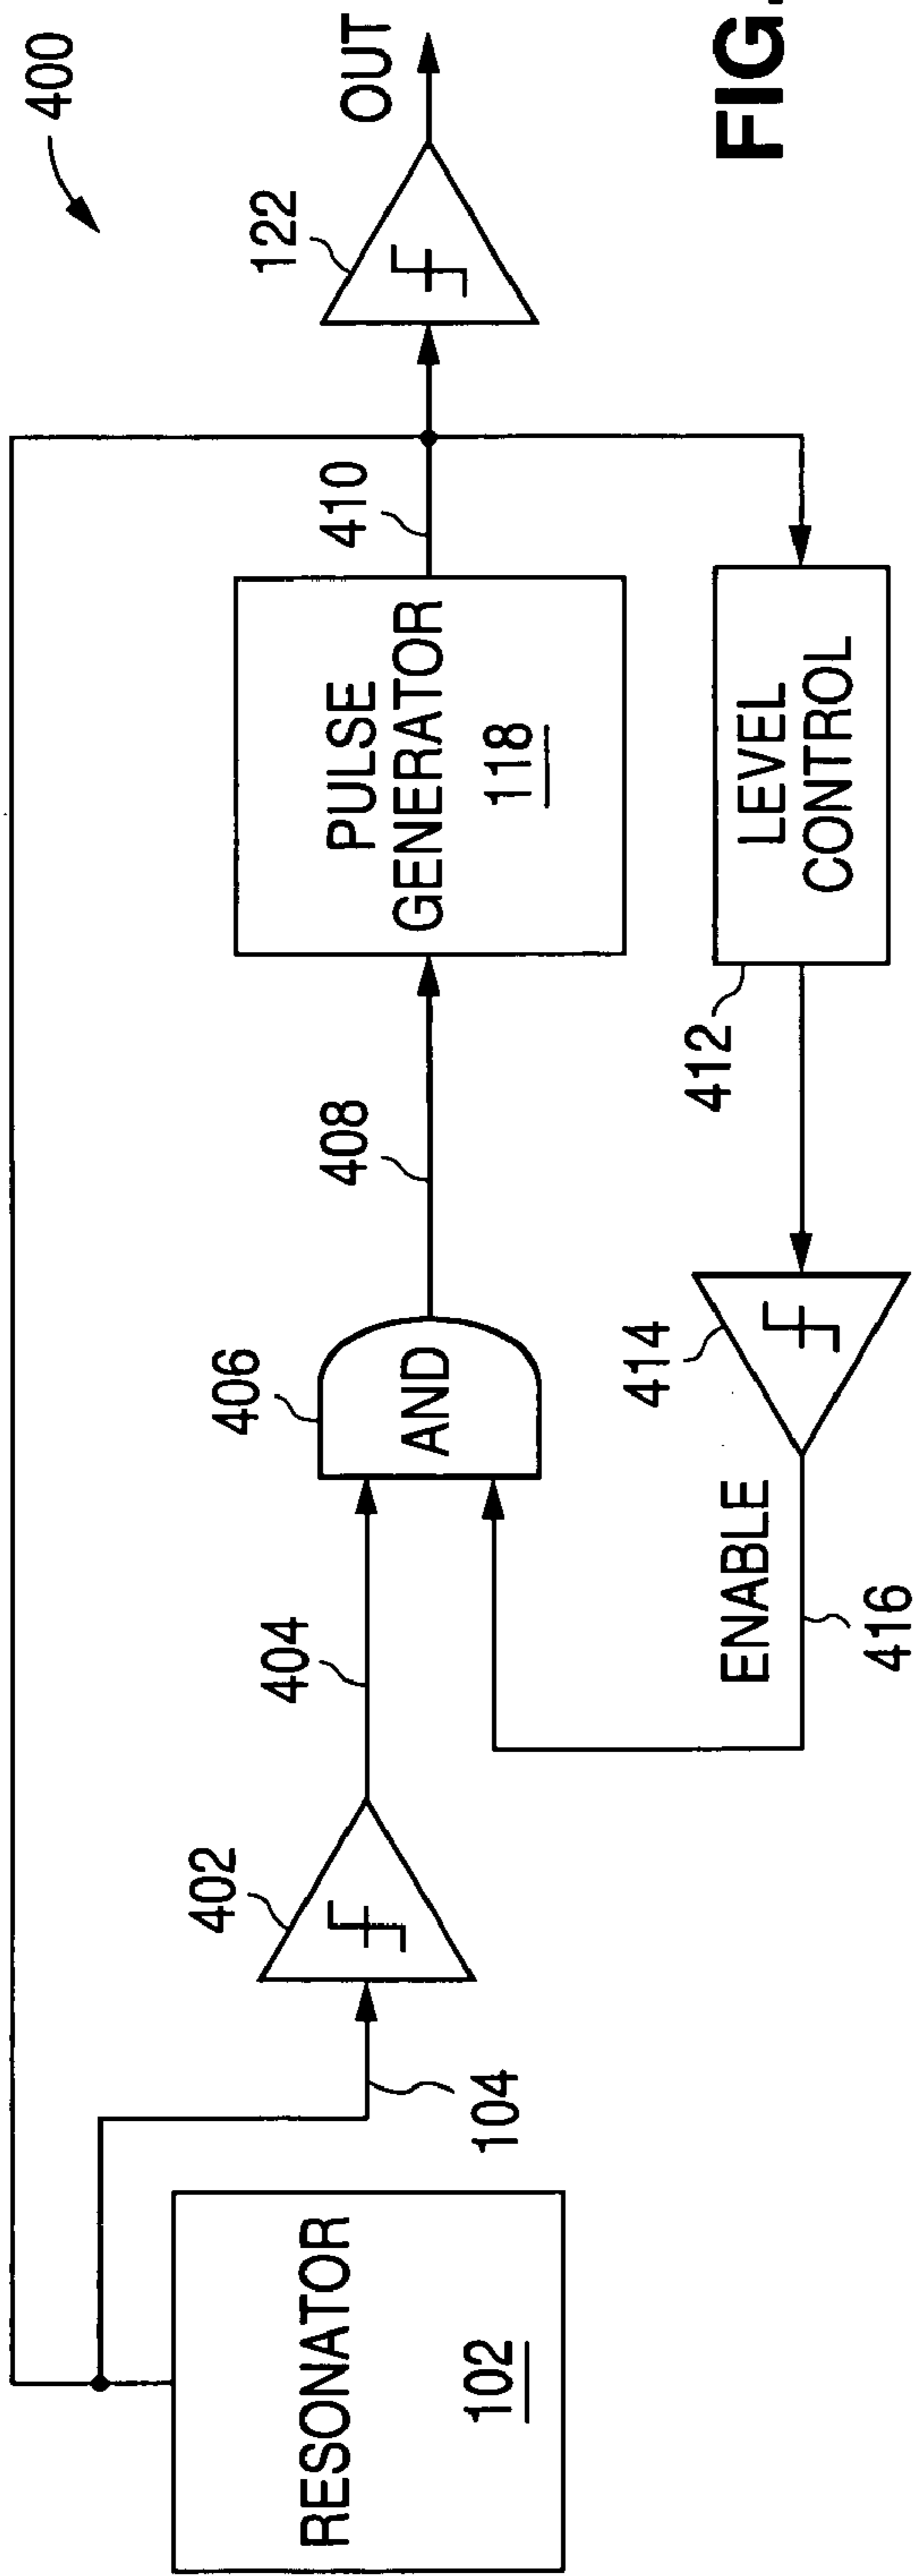 400
OUT
122
410
PULSE
GENERATOR
118
408
406
AND
404
402
104
RESONATOR
102
LEVEL
CONTROL
412
414
ENABLE
416
FIG.